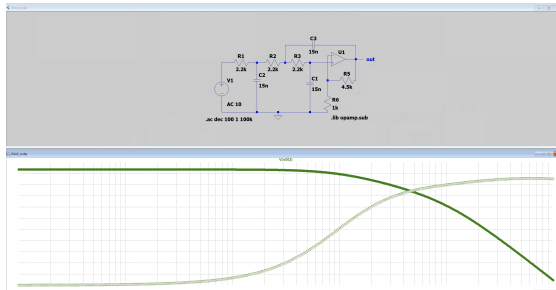 C3
15n
U1
out
R1
2.2k
R2
2.2k
R3
2.2k
C2
15n
C1
15n
R5
4.5k
V1
AC 10
R6
1k
.ac dec 100 1 100k
.lib opamp.sub